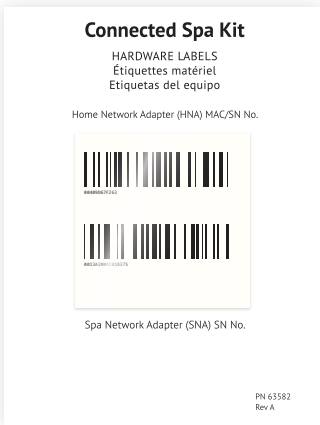 Connected Spa Kit
HARDWARE LABELS
Étiquettes matériel
Etiquetas del equipo
Home Network Adapter (HNA) MAC/SN No.
Spa Network Adapter (SNA) SN No.
PN 63582
Rev A